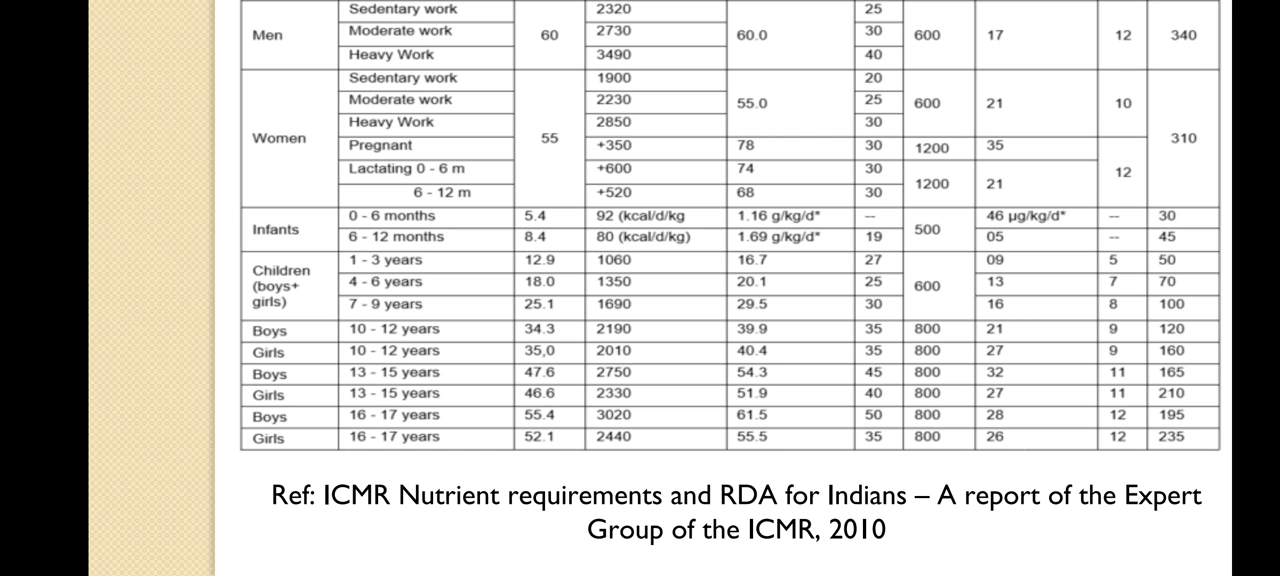 Men Sedentary work 60 2320 60.0 25 600 17 12 340
Moderate work 2730 30
Heavy Work 3490 40
Women Sedentary work 55 1900 55.0 20 600 21 10 310
Moderate work 2230 25
Heavy Work 2850 30
Pregnant +350 78 30 1200 35 12
Lactating 0 - 6 m +600 74 30 1200 21
6 - 12 m +520 68 30
Infants 0 - 6 months 5.4 92 (kcal/d/kg 1.16 g/kg/d* -- 500 46 µg/kg/d* -- 30
6 - 12 months 8.4 80 (kcal/d/kg) 1.69 g/kg/d* 19 05 -- 45
Children (boys+ girls) 1 - 3 years 12.9 1060 16.7 27 600 09 5 50
4 - 6 years 18.0 1350 20.1 25 13 7 70
7 - 9 years 25.1 1690 29.5 30 16 8 100
Boys 10 - 12 years 34.3 2190 39.9 35 800 21 9 120
Girls 10 - 12 years 35,0 2010 40.4 35 800 27 9 160
Boys 13 - 15 years 47.6 2750 54.3 45 800 32 11 165
Girls 13 - 15 years 46.6 2330 51.9 40 800 27 11 210
Boys 16 - 17 years 55.4 3020 61.5 50 800 28 12 195
Girls 16 - 17 years 52.1 2440 55.5 35 800 26 12 235
Ref: ICMR Nutrient requirements and RDA for Indians – A report of the Expert
Group of the ICMR, 2010